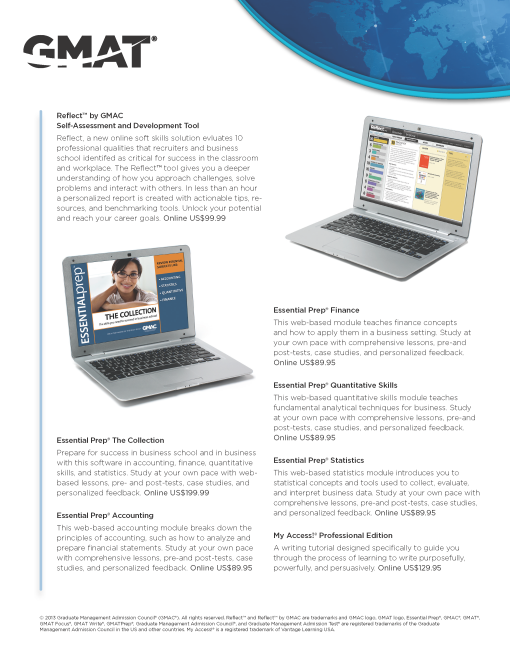 GMAT®
Reflect™ by GMAC
Self-Assessment and Development Tool
Reflect, a new online soft skills solution evluates 10
professional qualities that recruiters and business
school identifed as critical for success in the classroom
and workplace. The Reflect™ tool gives you a deeper
understanding of how you approach challenges, solve
problems and interact with others. In less than an hour
a personalized report is created with actionable tips, re-
sources, and benchmarking tools. Unlock your potential
and reach your career goals. Online US$99.99
Reflect
ESSENTIALprep
• ACCOUNTING
• STATISTICS
• QUANTITATIVE
• FINANCE
THE COLLECTION
GMAC
Essential Prep® The Collection
Prepare for success in business school and in business
with this software in accounting, finance, quantitative
skills, and statistics. Study at your own pace with web-
based lessons, pre- and post-tests, case studies, and
personalized feedback. Online US$199.99
Essential Prep® Accounting
This web-based accounting module breaks down the
principles of accounting, such as how to analyze and
prepare financial statements. Study at your own pace
with comprehensive lessons, pre-and post-tests, case
studies, and personalized feedback. Online US$89.95
Essential Prep® Finance
This web-based module teaches finance concepts
and how to apply them in a business setting. Study at
your own pace with comprehensive lessons, pre-and
post-tests, case studies, and personalized feedback.
Online US$89.95
Essential Prep® Quantitative Skills
This web-based quantitative skills module teaches
fundamental analytical techniques for business. Study
at your own pace with comprehensive lessons, pre-and
post-tests, case studies, and personalized feedback.
Online US$89.95
Essential Prep® Statistics
This web-based statistics module introduces you to
statistical concepts and tools used to collect, evaluate,
and interpret business data. Study at your own pace with
comprehensive lessons, pre-and post-tests, case studies,
and personalized feedback. Online US$89.95
My Access!® Professional Edition
A writing tutorial designed specifically to guide you
through the process of learning to write purposefully,
powerfully, and persuasively. Online US$129.95
© 2013 Graduate Management Admission Council® (GMAC®). All rights reserved. Reflect™ and Reflect™ by GMAC are trademarks and GMAC logo, GMAT logo, Essential Prep®, GMAC®, GMAT®,
GMAT Focus®, GMAT Write®, GMATPrep®, Graduate Management Admission Council®, and Graduate Management Admission Test® are registered trademarks of the Graduate
Management Admission Council in the US and other countries. My Access® is a registered trademark of Vantage Learning USA.